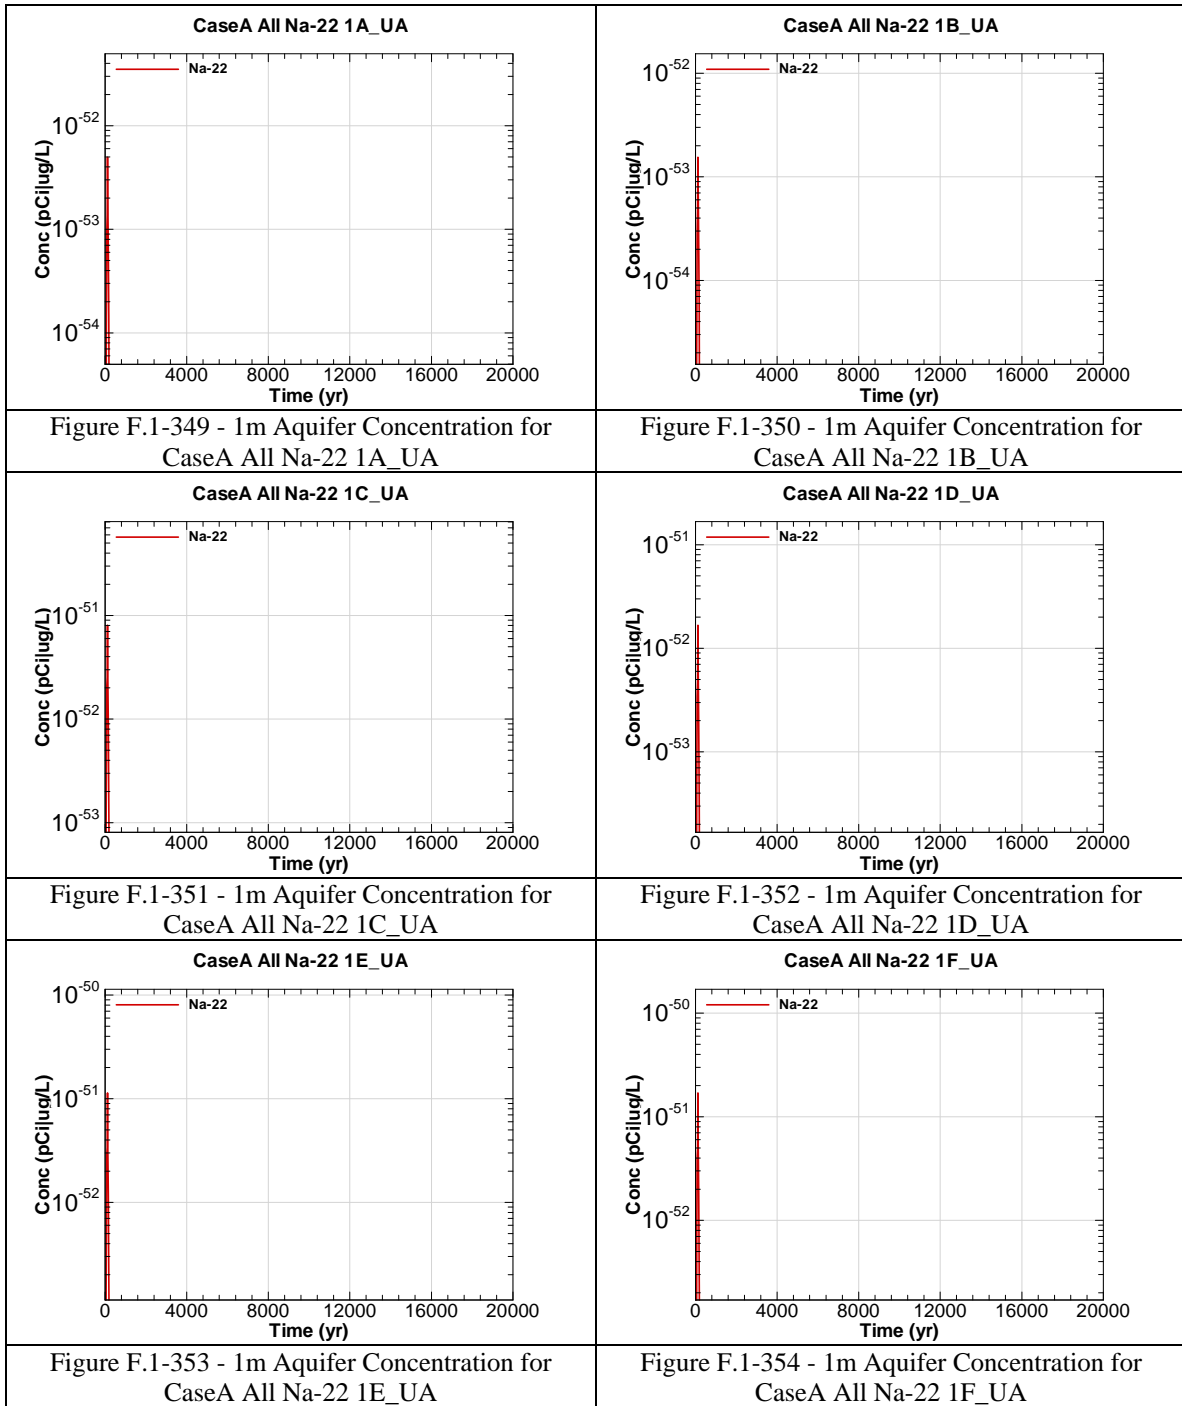 CaseA All Na-22 1A_UA
Na-22
Conc (pCi|ug/L)
10-52
10-53
10-54
0 4000 8000 12000 16000 20000
Time (yr)
Figure F.1-349 - 1m Aquifer Concentration for
CaseA All Na-22 1A_UA
CaseA All Na-22 1B_UA
Na-22
Conc (pCi|ug/L)
10-52
10-53
10-54
0 4000 8000 12000 16000 20000
Time (yr)
Figure F.1-350 - 1m Aquifer Concentration for
CaseA All Na-22 1B_UA
CaseA All Na-22 1C_UA
Na-22
Conc (pCi|ug/L)
10-51
10-52
10-53
0 4000 8000 12000 16000 20000
Time (yr)
Figure F.1-351 - 1m Aquifer Concentration for
CaseA All Na-22 1C_UA
CaseA All Na-22 1D_UA
Na-22
Conc (pCi|ug/L)
10-51
10-52
10-53
0 4000 8000 12000 16000 20000
Time (yr)
Figure F.1-352 - 1m Aquifer Concentration for
CaseA All Na-22 1D_UA
CaseA All Na-22 1E_UA
Na-22
Conc (pCi|ug/L)
10-50
10-51
10-52
0 4000 8000 12000 16000 20000
Time (yr)
Figure F.1-353 - 1m Aquifer Concentration for
CaseA All Na-22 1E_UA
CaseA All Na-22 1F_UA
Na-22
Conc (pCi|ug/L)
10-50
10-51
10-52
0 4000 8000 12000 16000 20000
Time (yr)
Figure F.1-354 - 1m Aquifer Concentration for
CaseA All Na-22 1F_UA